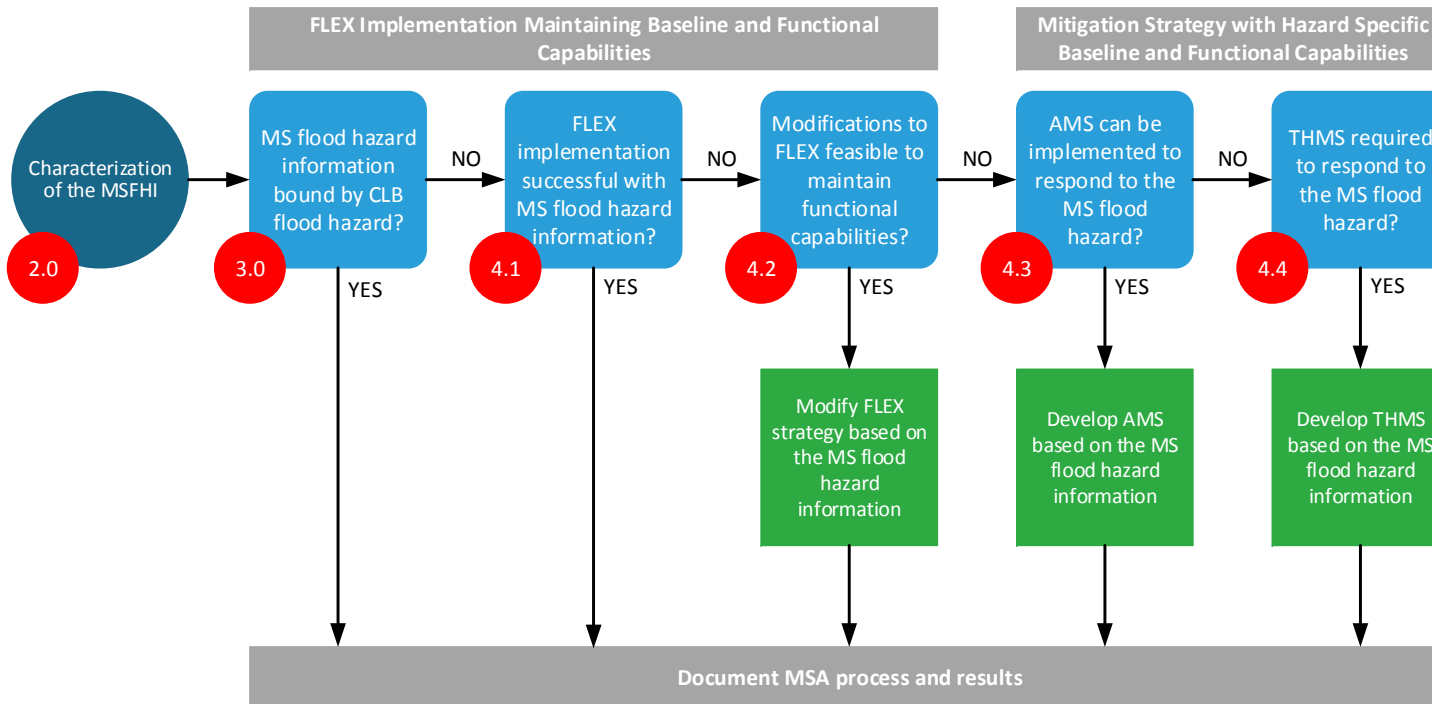 FLEX Implementation Maintaining Baseline and Functional
Capabilities
Mitigation Strategy with Hazard Specific
Baseline and Functional Capabilities
Characterization
of the MSFHI
2.0
MS flood hazard
information
bound by CLB
flood hazard?
3.0
NO
YES
FLEX
implementation
successful with
MS flood hazard
information?
4.1
NO
YES
Modifications to
FLEX feasible to
maintain
functional
capabilities?
4.2
NO
YES
AMS can be
implemented to
respond to the
MS flood
hazard?
4.3
NO
YES
THMS required
to respond to
the MS flood
hazard?
4.4
YES
Modify FLEX
strategy based on
the MS flood
hazard
information
Develop AMS
based on the MS
flood hazard
information
Develop THMS
based on the MS
flood hazard
information
Document MSA process and results